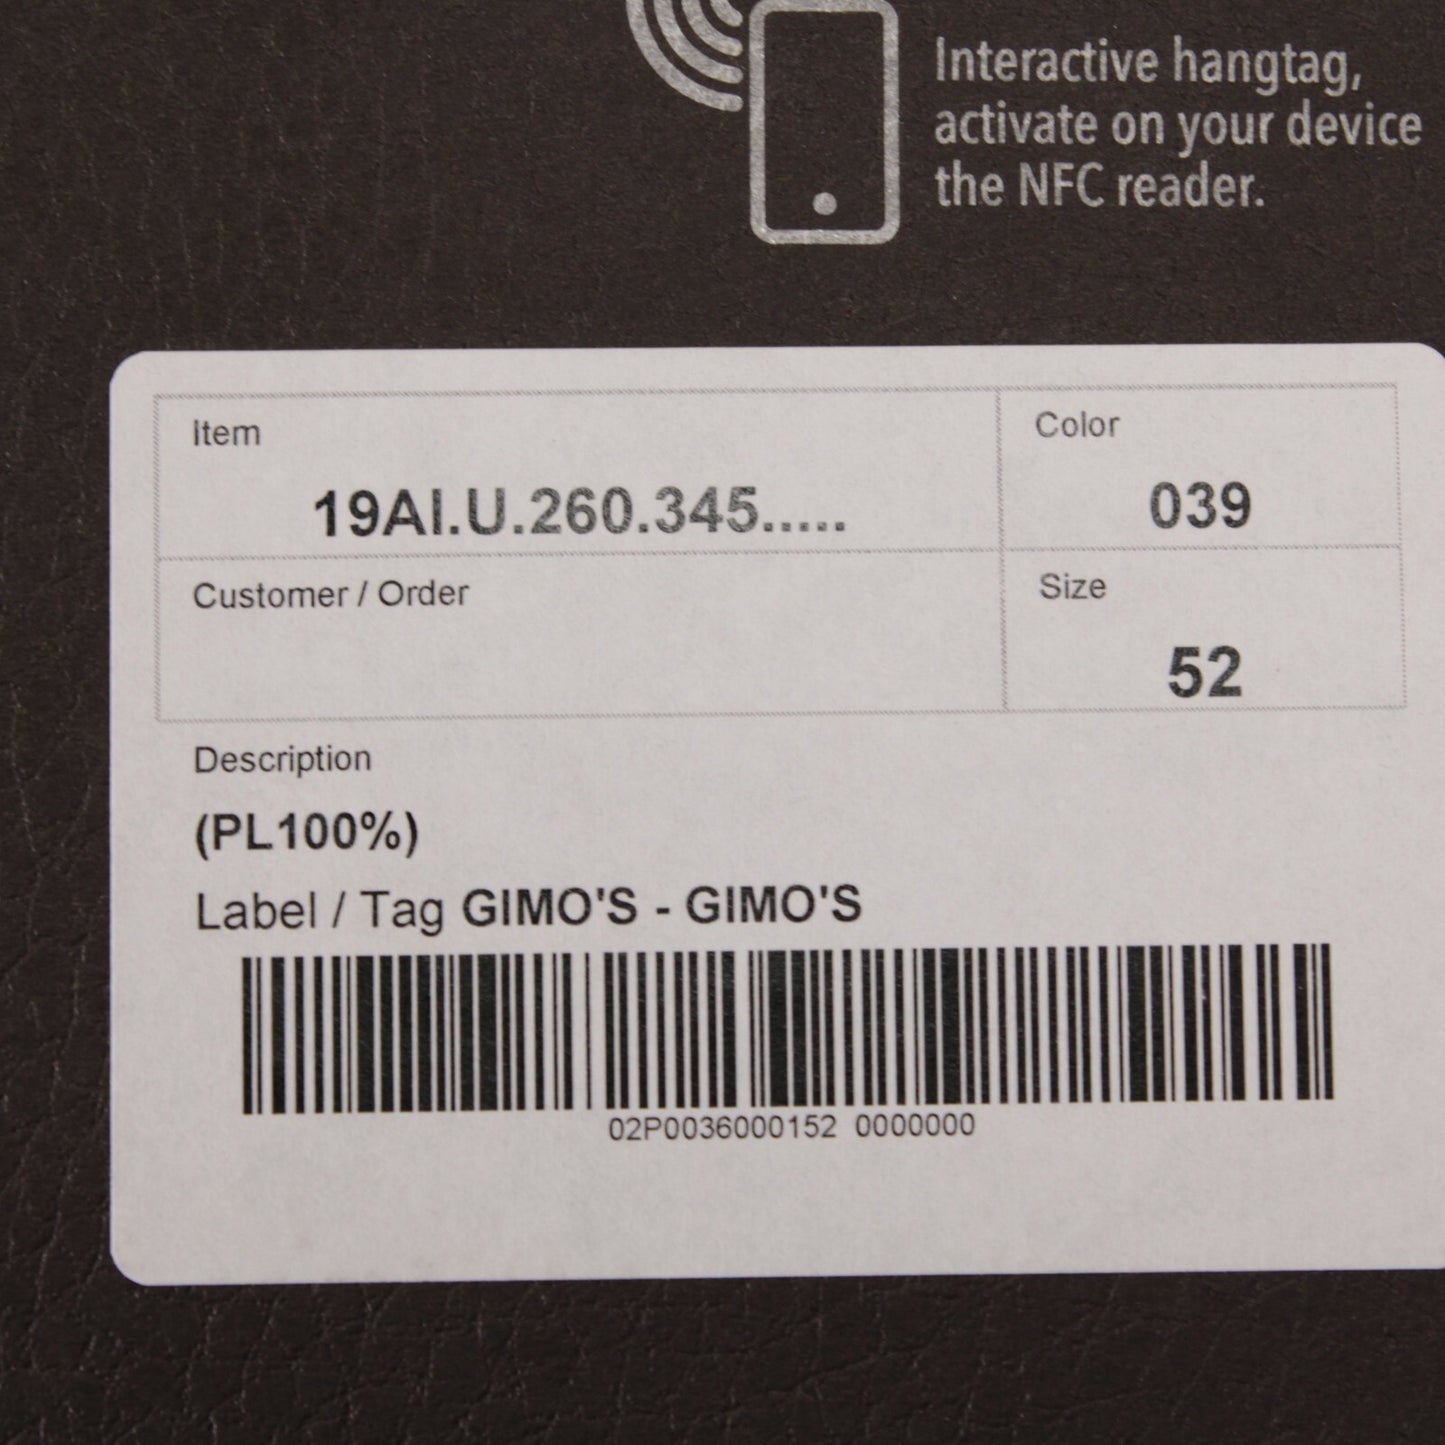 Interactive hangtag,
activate on your device
the NFC reader.
Item
19AI.U.260.345.....
Color
039
Customer / Order
Size
52
Description
(PL100%)
Label / Tag GIMO'S - GIMO'S
02P0036000152 0000000